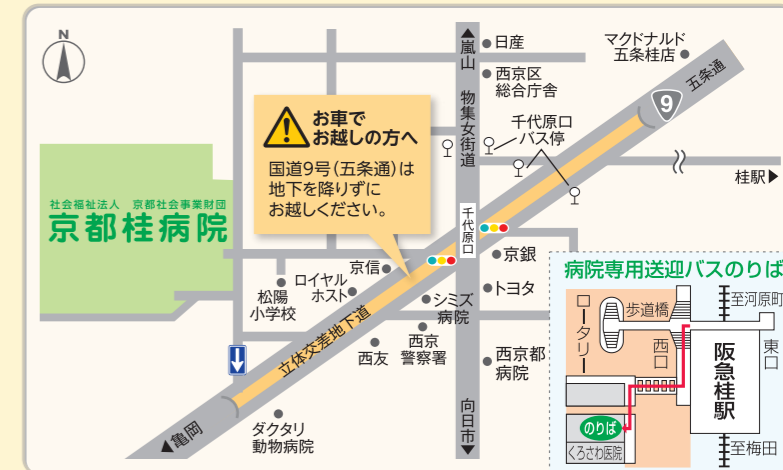 N
▲嵐山
日産
西京区
総合庁舎
マクドナルド
五条桂店
五条通
9
物集女街道
千代原口
バス停
お車で
お越しの方へ
国道9号(五条通)は
地下を降りずに
お越しください。
桂駅▶
社会福祉法人 京都社会事業財団
京都桂病院
千代原口
京銀
京信
ロイヤル
ホスト
松陽
小学校
トヨタ
シミズ
病院
立体交差地下道
西友
西京
警察署
西京都
病院
向日市▼
▲亀岡
ダクタリ
動物病院
病院専用送迎バスのりば
ロータリー
歩道橋
至河原町
西口
阪急桂駅
東口
のりば
くろさわ医院
至梅田